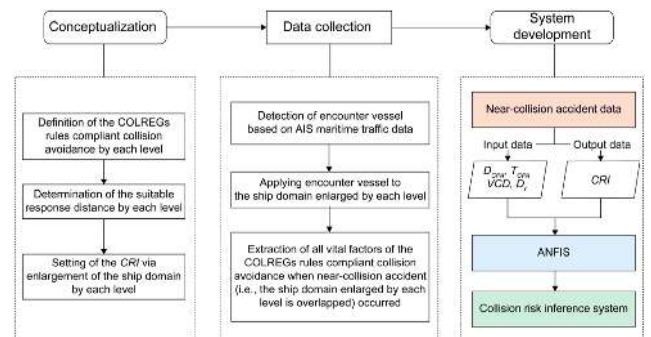 Conceptualization
Data collection
System
development
Definition of the COLREGs
rules compliant collision
avoidance by each level
Determination of the suitable
response distance by each level
Setting of the CRI via
enlargement of the ship domain
by each level
Detection of encounter vessel
based on AIS maritime traffic data
Applying encounter vessel to
the ship domain enlarged by each level
Extraction of all vital factors of the
COLREGs rules compliant collision
avoidance when near-collision accident
(i.e., the ship domain enlarged by each
level is overlapped) occurred
Near-collision accident data
Input data
Output data
D_CPA, T_CPA
VCD, D_r
CRI
ANFIS
Collision risk inference system